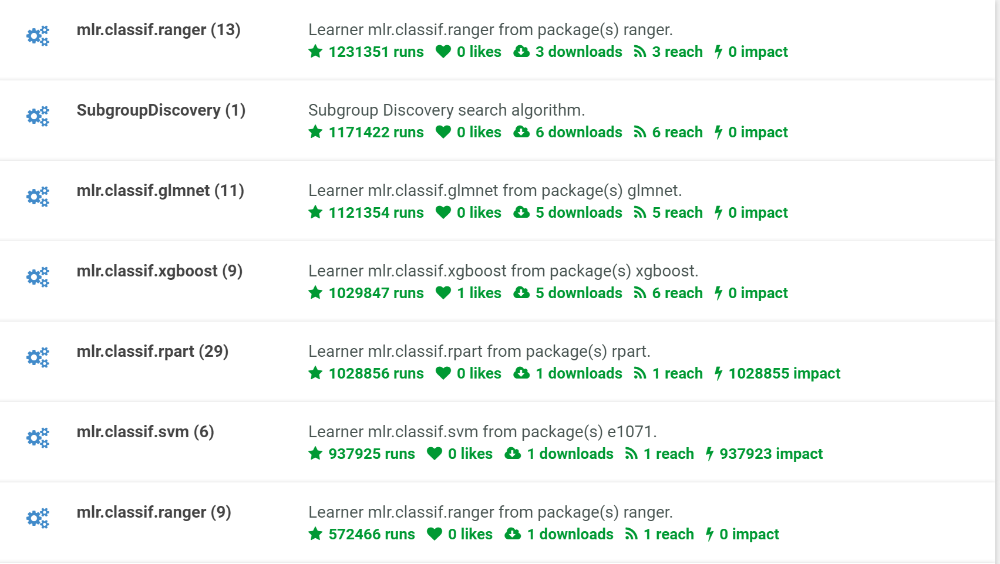 mlr.classif.ranger (13)
Learner mlr.classif.ranger from package(s) ranger.
1231351 runs 0 likes 3 downloads 3 reach 0 impact
SubgroupDiscovery (1)
Subgroup Discovery search algorithm.
1171422 runs 0 likes 6 downloads 6 reach 0 impact
mlr.classif.glmnet (11)
Learner mlr.classif.glmnet from package(s) glmnet.
1121354 runs 0 likes 5 downloads 5 reach 0 impact
mlr.classif.xgboost (9)
Learner mlr.classif.xgboost from package(s) xgboost.
1029847 runs 1 likes 5 downloads 6 reach 0 impact
mlr.classif.rpart (29)
Learner mlr.classif.rpart from package(s) rpart.
1028856 runs 0 likes 1 downloads 1 reach 1028855 impact
mlr.classif.svm (6)
Learner mlr.classif.svm from package(s) e1071.
937925 runs 0 likes 1 downloads 1 reach 937923 impact
mlr.classif.ranger (9)
Learner mlr.classif.ranger from package(s) ranger.
572466 runs 0 likes 1 downloads 1 reach 0 impact